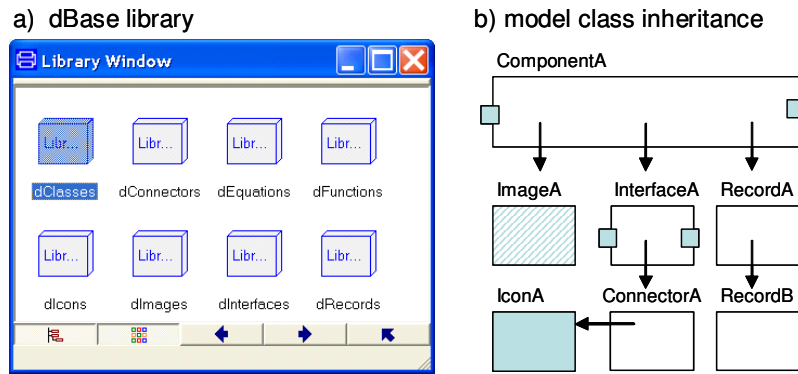 a) dBase library
Library Window
Libr... Libr... Libr... Libr...
dClasses dConnectors dEquations dFunctions
Libr... Libr... Libr... Libr...
dIcons dImages dInterfaces dRecords
b) model class inheritance
ComponentA
ImageA InterfaceA RecordA
IconA ConnectorA RecordB